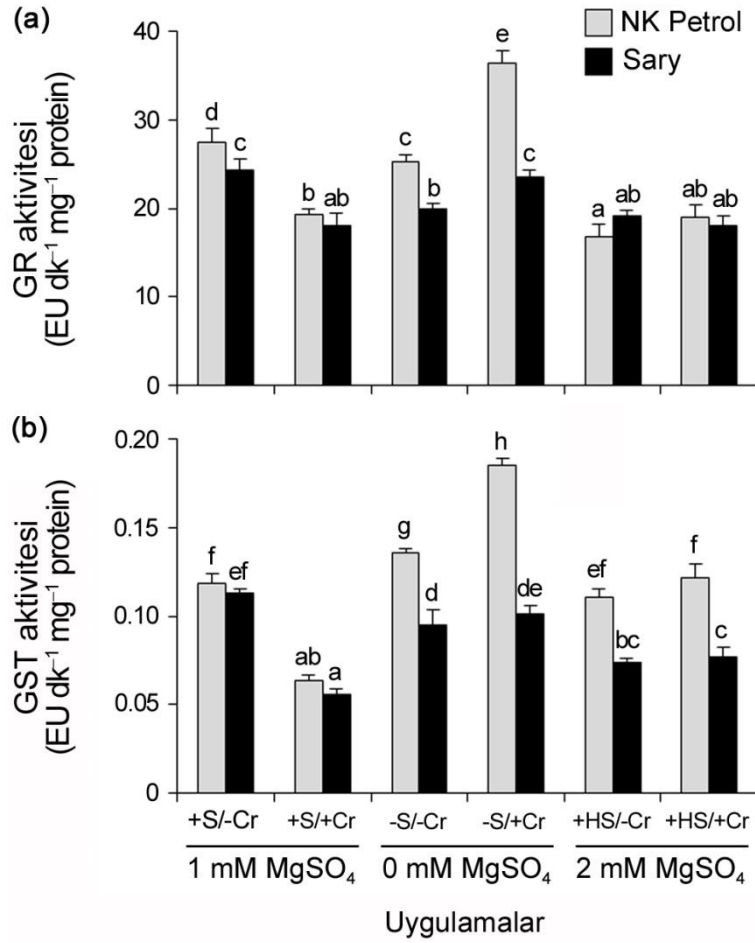 (a)
NK Petrol
Sary
GR aktivitesi
(EU dk⁻¹ mg⁻¹ protein)
40
30
20
10
0
d c b ab c b e c a ab ab ab
(b)
GST aktivitesi
(EU dk⁻¹ mg⁻¹ protein)
0.20
0.15
0.10
0.05
0
f ef ab a g d h de ef bc f c
+S/-Cr +S/+Cr -S/-Cr -S/+Cr +HS/-Cr +HS/+Cr
1 mM MgSO₄ 0 mM MgSO₄ 2 mM MgSO₄
Uygulamalar